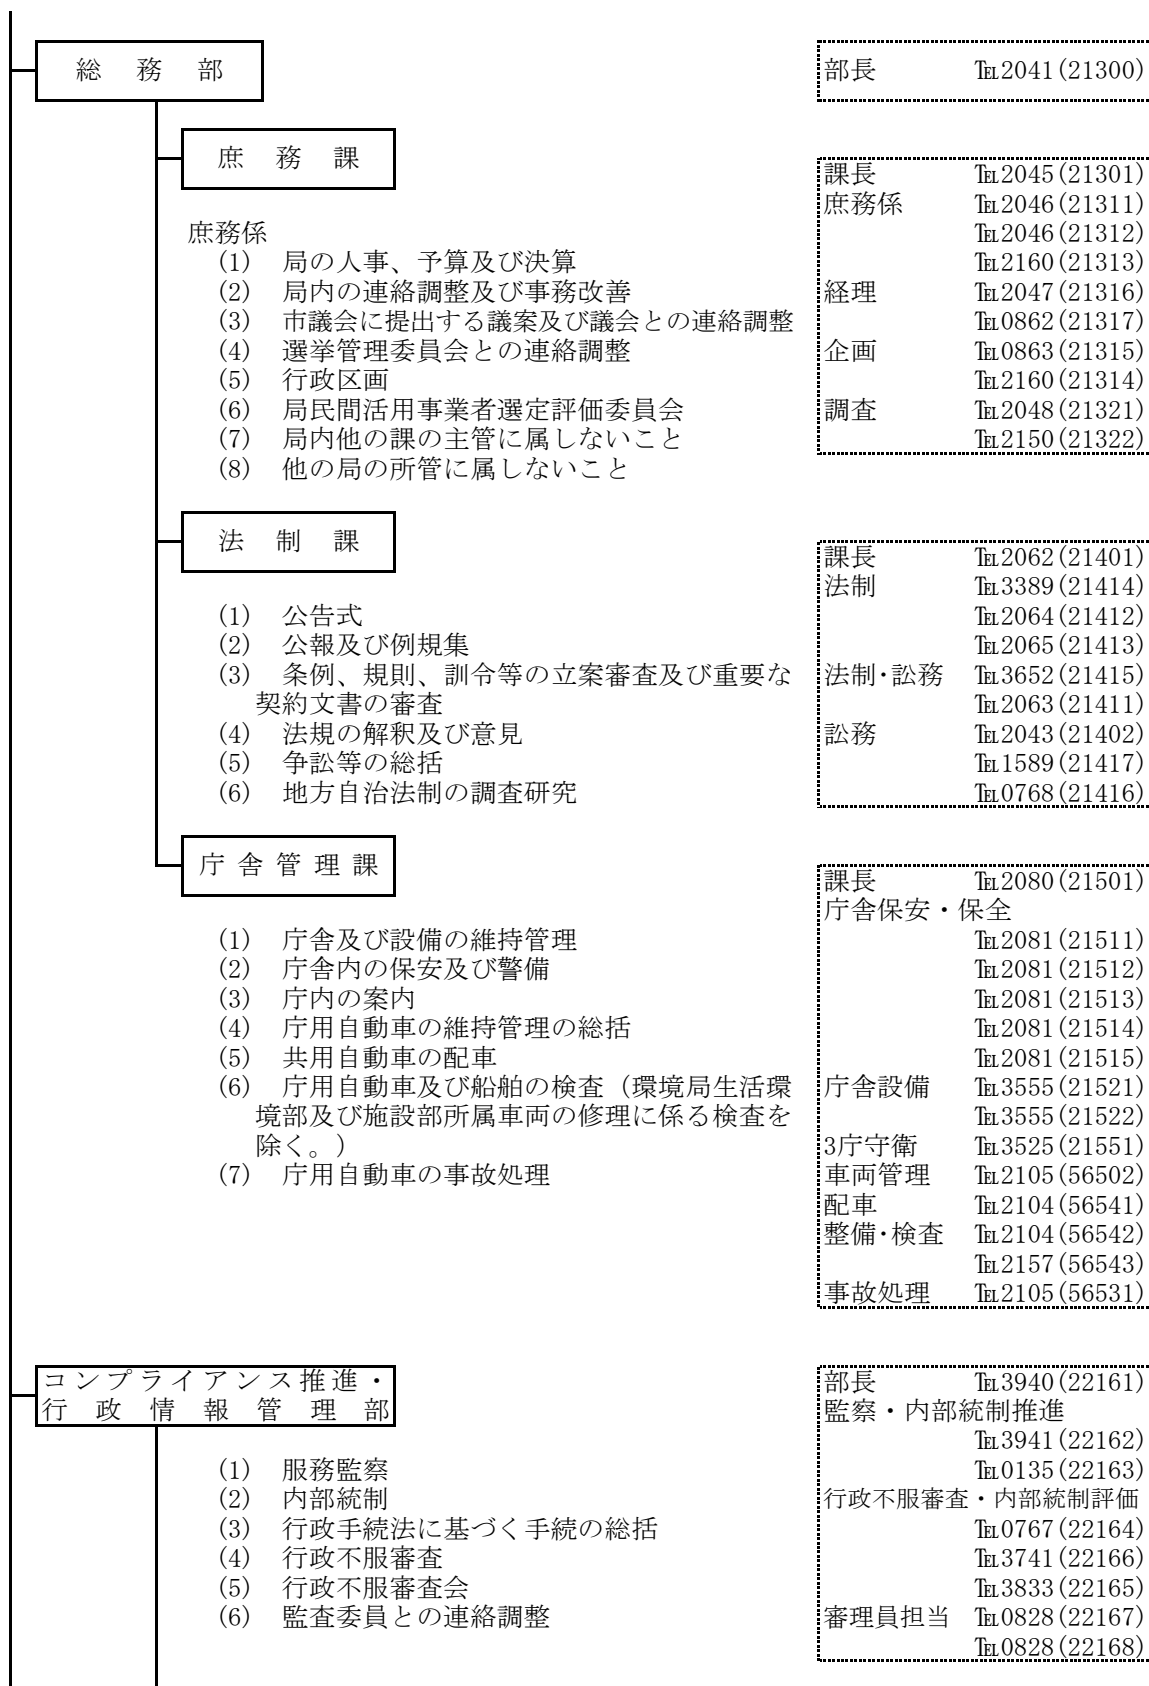 総務部
部長 ℡2041(21300)
庶務課
課長 ℡2045(21301)
庶務係 ℡2046(21311)
℡2046(21312)
℡2160(21313)
経理 ℡2047(21316)
℡0862(21317)
企画 ℡0863(21315)
℡2160(21314)
調査 ℡2048(21321)
℡2150(21322)
庶務係
(1) 局の人事、予算及び決算
(2) 局内の連絡調整及び事務改善
(3) 市議会に提出する議案及び議会との連絡調整
(4) 選挙管理委員会との連絡調整
(5) 行政区画
(6) 局民間活用事業者選定評価委員会
(7) 局内他の課の主管に属しないこと
(8) 他の局の所管に属しないこと
法制課
課長 ℡2062(21401)
法制 ℡3389(21414)
℡2064(21412)
℡2065(21413)
法制・訟務 ℡3652(21415)
℡2063(21411)
訟務 ℡2043(21402)
℡1589(21417)
℡0768(21416)
(1) 公告式
(2) 公報及び例規集
(3) 条例、規則、訓令等の立案審査及び重要な
契約文書の審査
(4) 法規の解釈及び意見
(5) 争訟等の総括
(6) 地方自治法制の調査研究
庁舎管理課
課長 ℡2080(21501)
庁舎保安・保全
℡2081(21511)
℡2081(21512)
℡2081(21513)
℡2081(21514)
℡2081(21515)
庁舎設備 ℡3555(21521)
℡3555(21522)
3庁守衛 ℡3525(21551)
車両管理 ℡2105(56502)
配車 ℡2104(56541)
整備・検査 ℡2104(56542)
℡2157(56543)
事故処理 ℡2105(56531)
(1) 庁舎及び設備の維持管理
(2) 庁舎内の保安及び警備
(3) 庁内の案内
(4) 庁用自動車の維持管理の総括
(5) 共用自動車の配車
(6) 庁用自動車及び船舶の検査（環境局生活環
境部及び施設部所属車両の修理に係る検査を
除く。）
(7) 庁用自動車の事故処理
コンプライアンス推進・
行政情報管理部
部長 ℡3940(22161)
監察・内部統制推進
℡3941(22162)
℡0135(22163)
行政不服審査・内部統制評価
℡0767(22164)
℡3741(22166)
℡3833(22165)
審理員担当 ℡0828(22167)
℡0828(22168)
(1) 服務監察
(2) 内部統制
(3) 行政手続法に基づく手続の総括
(4) 行政不服審査
(5) 行政不服審査会
(6) 監査委員との連絡調整